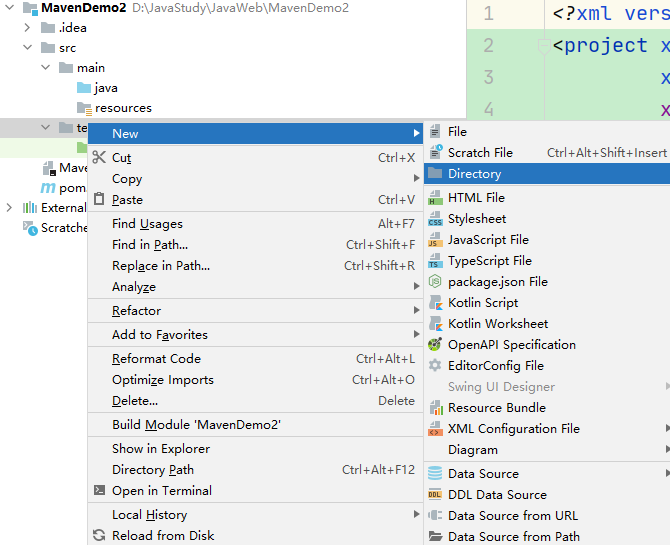 MavenDemo2 D:\JavaStudy\JavaWeb\MavenDemo2
.idea
src
main
java
resources
te
Mave
pom.
External
Scratche
1 <?xml vers
2 <project x
3 x
4 x
New
Cut Ctrl+X
Copy
Paste Ctrl+V
Find Usages Alt+F7
Find in Path... Ctrl+Shift+F
Replace in Path... Ctrl+Shift+R
Analyze
Refactor
Add to Favorites
Reformat Code Ctrl+Alt+L
Optimize Imports Ctrl+Alt+O
Delete... Delete
Build Module 'MavenDemo2'
Show in Explorer
Directory Path Ctrl+Alt+F12
Open in Terminal
Local History
Reload from Disk
File
Scratch File Ctrl+Alt+Shift+Insert
Directory
HTML File
Stylesheet
JavaScript File
TypeScript File
package.json File
Kotlin Script
Kotlin Worksheet
OpenAPI Specification
EditorConfig File
Swing UI Designer
Resource Bundle
XML Configuration File
Diagram
Data Source
DDL Data Source
Data Source from URL
Data Source from Path